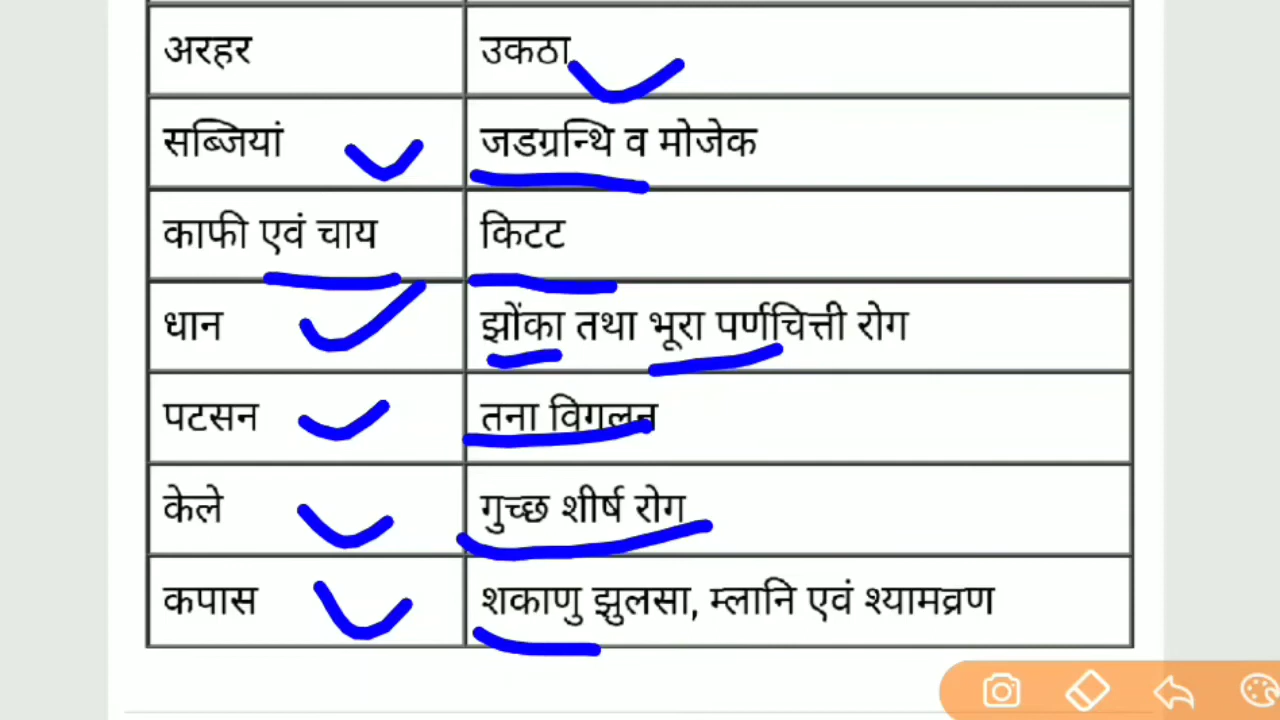 अरहर उकठा
सब्जियां जडग्रन्थि व मोजेक
काफी एवं चाय किटट
धान झोंका तथा भूरा पर्णचित्ती रोग
पटसन तना विगलन
केले गुच्छ शीर्ष रोग
कपास शकाणु झुलसा, म्लानि एवं श्यामव्रण